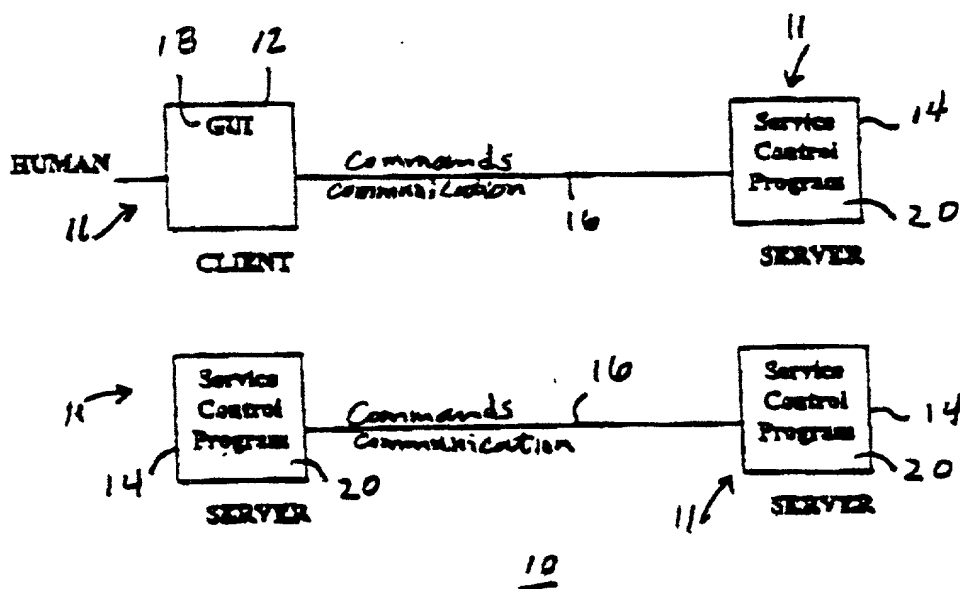 18 12
11
GUI
Service
Control
Program
14
HUMAN
Commands
Communication
16
20
11
CLIENT
SERVER
Service
Control
Program
16
Service
Control
Program
11
Commands
Communication
14
14
20
20
SERVER
11
SERVER
10